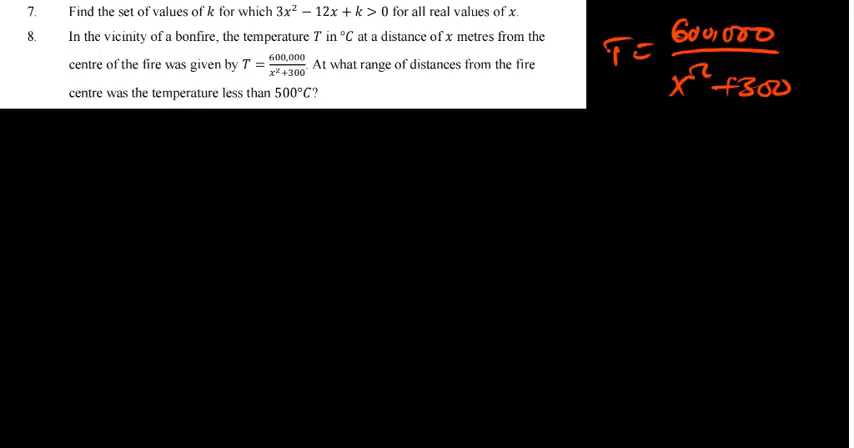 7. Find the set of values of k for which 3x² − 12x + k > 0 for all real values of x.
8. In the vicinity of a bonfire, the temperature T in °C at a distance of x metres from the
centre of the fire was given by T = 600,000/(x²+300). At what range of distances from the fire
centre was the temperature less than 500°C?
T = 600,000
x² + 300